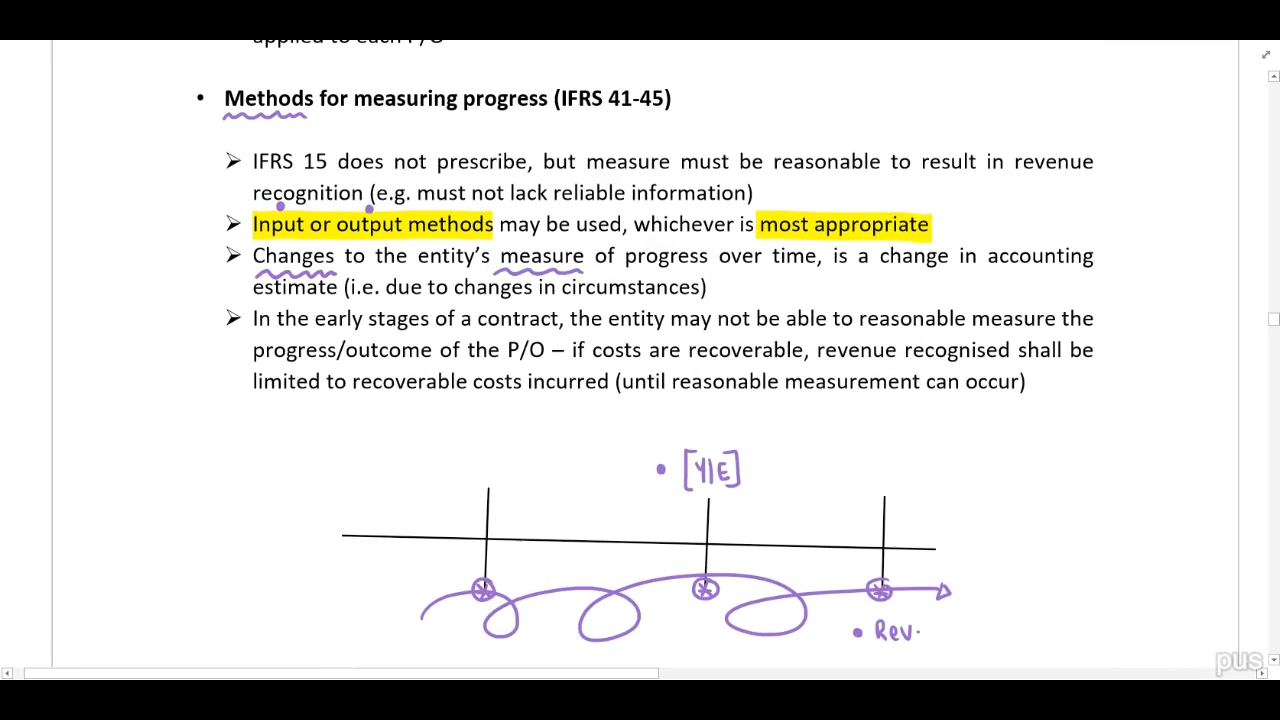 applied to each P/O
• Methods for measuring progress (IFRS 41-45)
➢ IFRS 15 does not prescribe, but measure must be reasonable to result in revenue
recognition (e.g. must not lack reliable information)
➢ Input or output methods may be used, whichever is most appropriate
➢ Changes to the entity's measure of progress over time, is a change in accounting
estimate (i.e. due to changes in circumstances)
➢ In the early stages of a contract, the entity may not be able to reasonable measure the
progress/outcome of the P/O – if costs are recoverable, revenue recognised shall be
limited to recoverable costs incurred (until reasonable measurement can occur)
• [Y|E]
• Rev.
pus